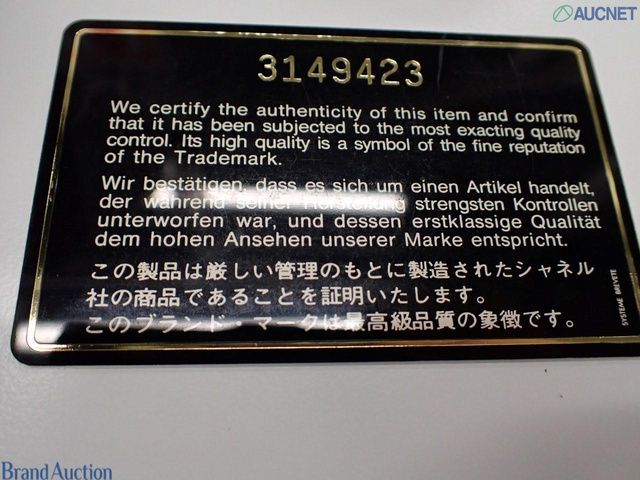 AUCNET
3149423
We certify the authenticity of this item and confirm
that it has been subjected to the most exacting quality
control. Its high quality is a symbol of the fine reputation
of the Trademark.
Wir bestätigen, dass es sich um einen Artikel handelt,
der während seiner Herstellung strengsten Kontrollen
unterworfen war, und dessen erstklassige Qualität
dem hohen Ansehen unserer Marke entspricht.
この製品は厳しい管理のもとに製造されたシャネル
社の商品であることを証明いたします。
このブランド・マークは最高級品質の象徴です。
SYSTEME BREVETE
Brand Auction